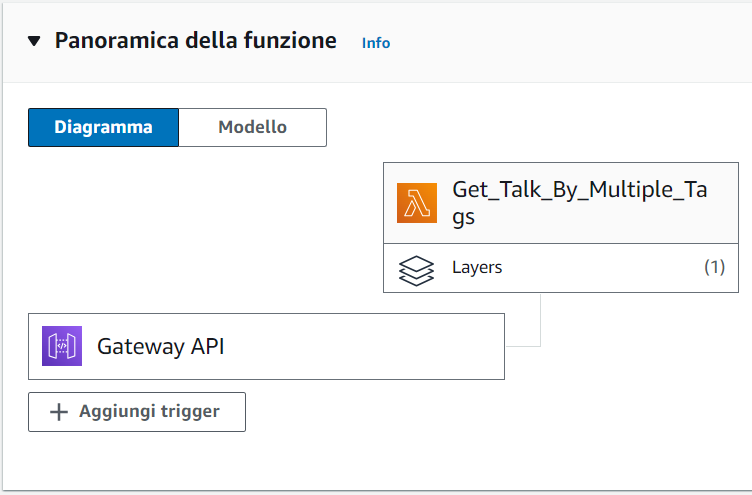 Panoramica della funzione Info
Diagramma Modello
Get_Talk_By_Multiple_Ta
gs
Layers (1)
Gateway API
Aggiungi trigger